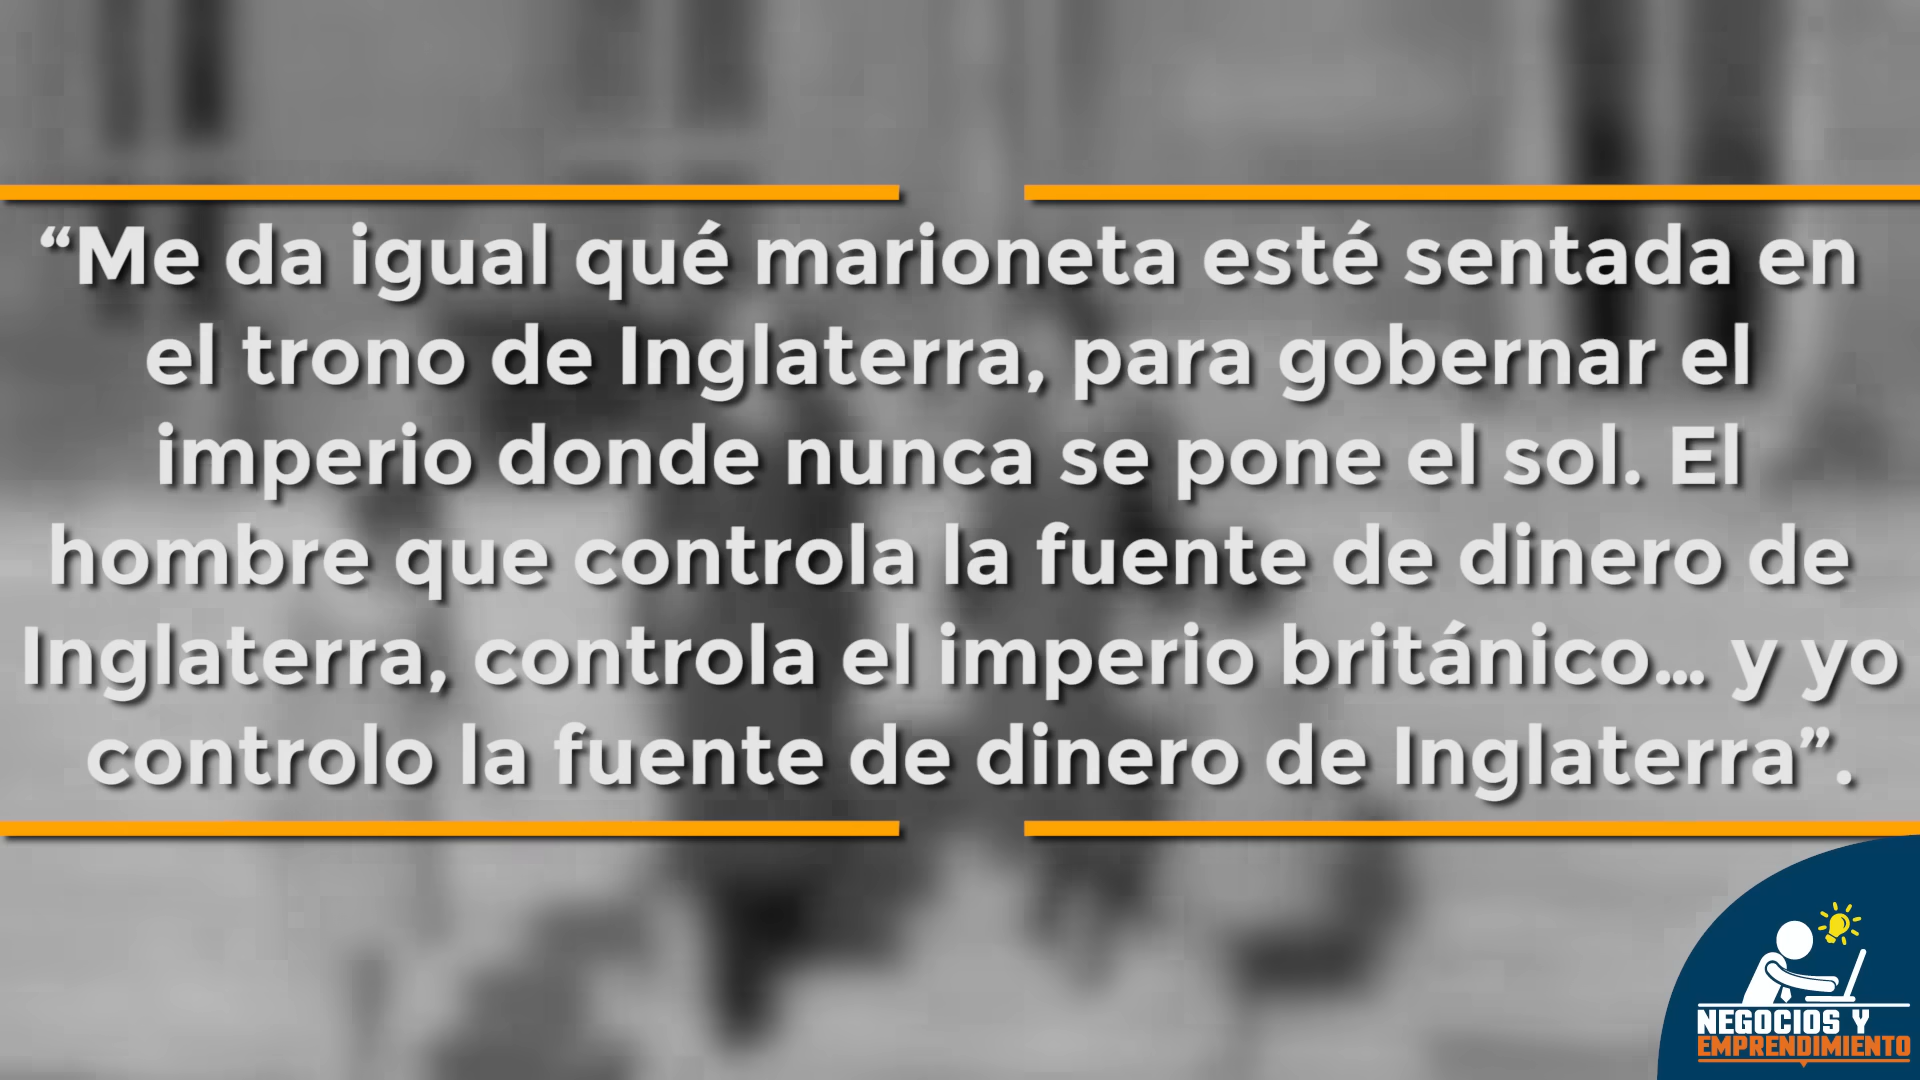 “Me da igual qué marioneta esté sentada en
el trono de Inglaterra, para gobernar el
imperio donde nunca se pone el sol. El
hombre que controla la fuente de dinero de
Inglaterra, controla el imperio británico... y yo
controlo la fuente de dinero de Inglaterra”.
NEGOCIOS Y
EMPRENDIMIENTO